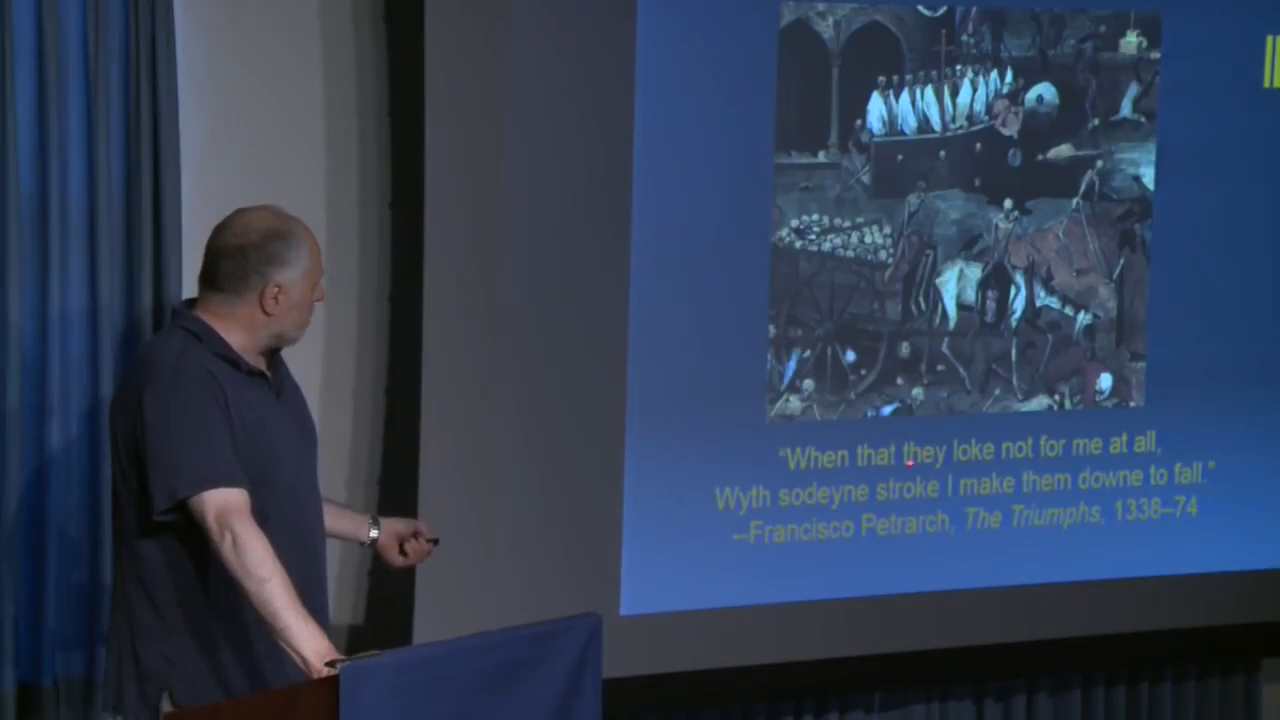 “When that they loke not for me at all,
Wyth sodeyne stroke I make them downe to fall.”
--Francisco Petrarch, The Triumphs, 1338–74